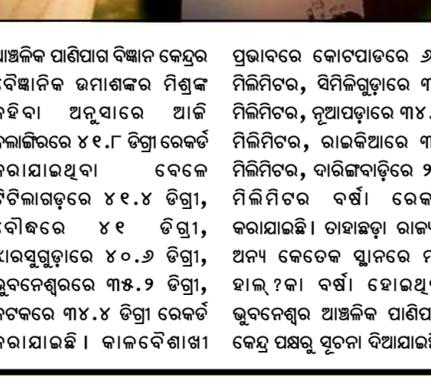 ଆଞ୍ଚଳିକ ପାଣିପାଗ ବିଜ୍ଞାନ କେନ୍ଦ୍ରର
ବୈଜ୍ଞାନିକ ଉମାଶଙ୍କର ମିଶ୍ରଙ୍କ
କହିବା ଅନୁସାରେ ଆଜି
ବଲାଙ୍ଗିରରେ ୪୧.୮ ଡିଗ୍ରୀ ରେକର୍ଡ
କରାଯାଇଥିବା ବେଳେ
ଟିଟିଲାଗଡ଼ରେ ୪୧.୪ ଡିଗ୍ରୀ,
ବୌଦ୍ଧରେ ୪୧ ଡିଗ୍ରୀ,
ଝାରସୁଗୁଡ଼ାରେ ୪୦.୬ ଡିଗ୍ରୀ,
ଭୁବନେଶ୍ୱରରେ ୩୫.୨ ଡିଗ୍ରୀ,
କଟକରେ ୩୪.୪ ଡିଗ୍ରୀ ରେକର୍ଡ
କରାଯାଇଛି। କାଳବୈଶାଖୀ
ପ୍ରଭାବରେ କୋଟପାଡରେ
ମିଲିମିଟର, ସିମିଳିଗୁଡ଼ାରେ
ମିଲିମିଟର, ନୂଆପଡ଼ାରେ ୩୪.
ମିଲିମିଟର, ରାଇକିଆରେ
ମିଲିମିଟର, ଦାରିଙ୍ଗବାଡ଼ିରେ
ମିଲିମିଟର ବର୍ଷା
କରାଯାଇଛି। ତାହାଛଡ଼ା
ଅନ୍ୟ କେତେକ ସ୍ଥାନରେ
ହାଲ୍‌?କା ବର୍ଷା
ଭୁବନେଶ୍ୱର ଆଞ୍ଚଳିକ
କେନ୍ଦ୍ର ପକ୍ଷରୁ ସୂଚନା